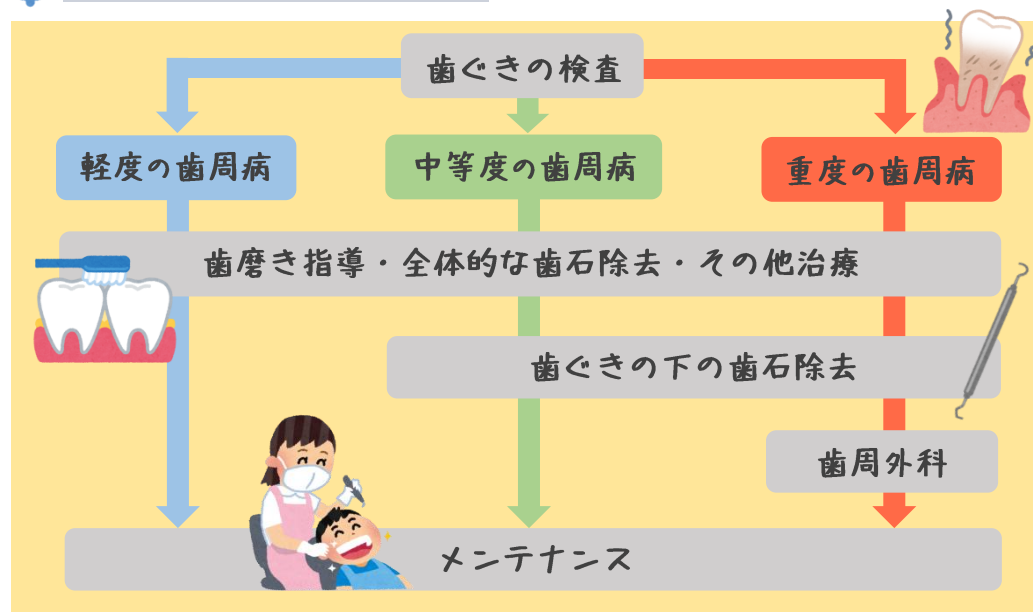 歯ぐきの検査
軽度の歯周病
中等度の歯周病
重度の歯周病
歯磨き指導・全体的な歯石除去・その他治療
歯ぐきの下の歯石除去
歯周外科
メンテナンス